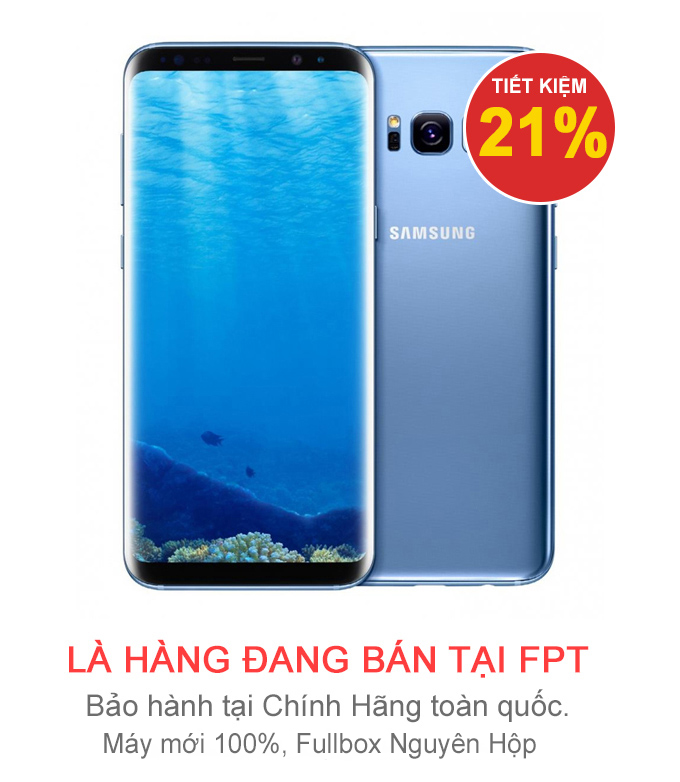 TIẾT KIỆM
21%
SAMSUNG
LÀ HÀNG ĐANG BÁN TẠI FPT
Bảo hành tại Chính Hãng toàn quốc.
Máy mới 100%, Fullbox Nguyên Hộp